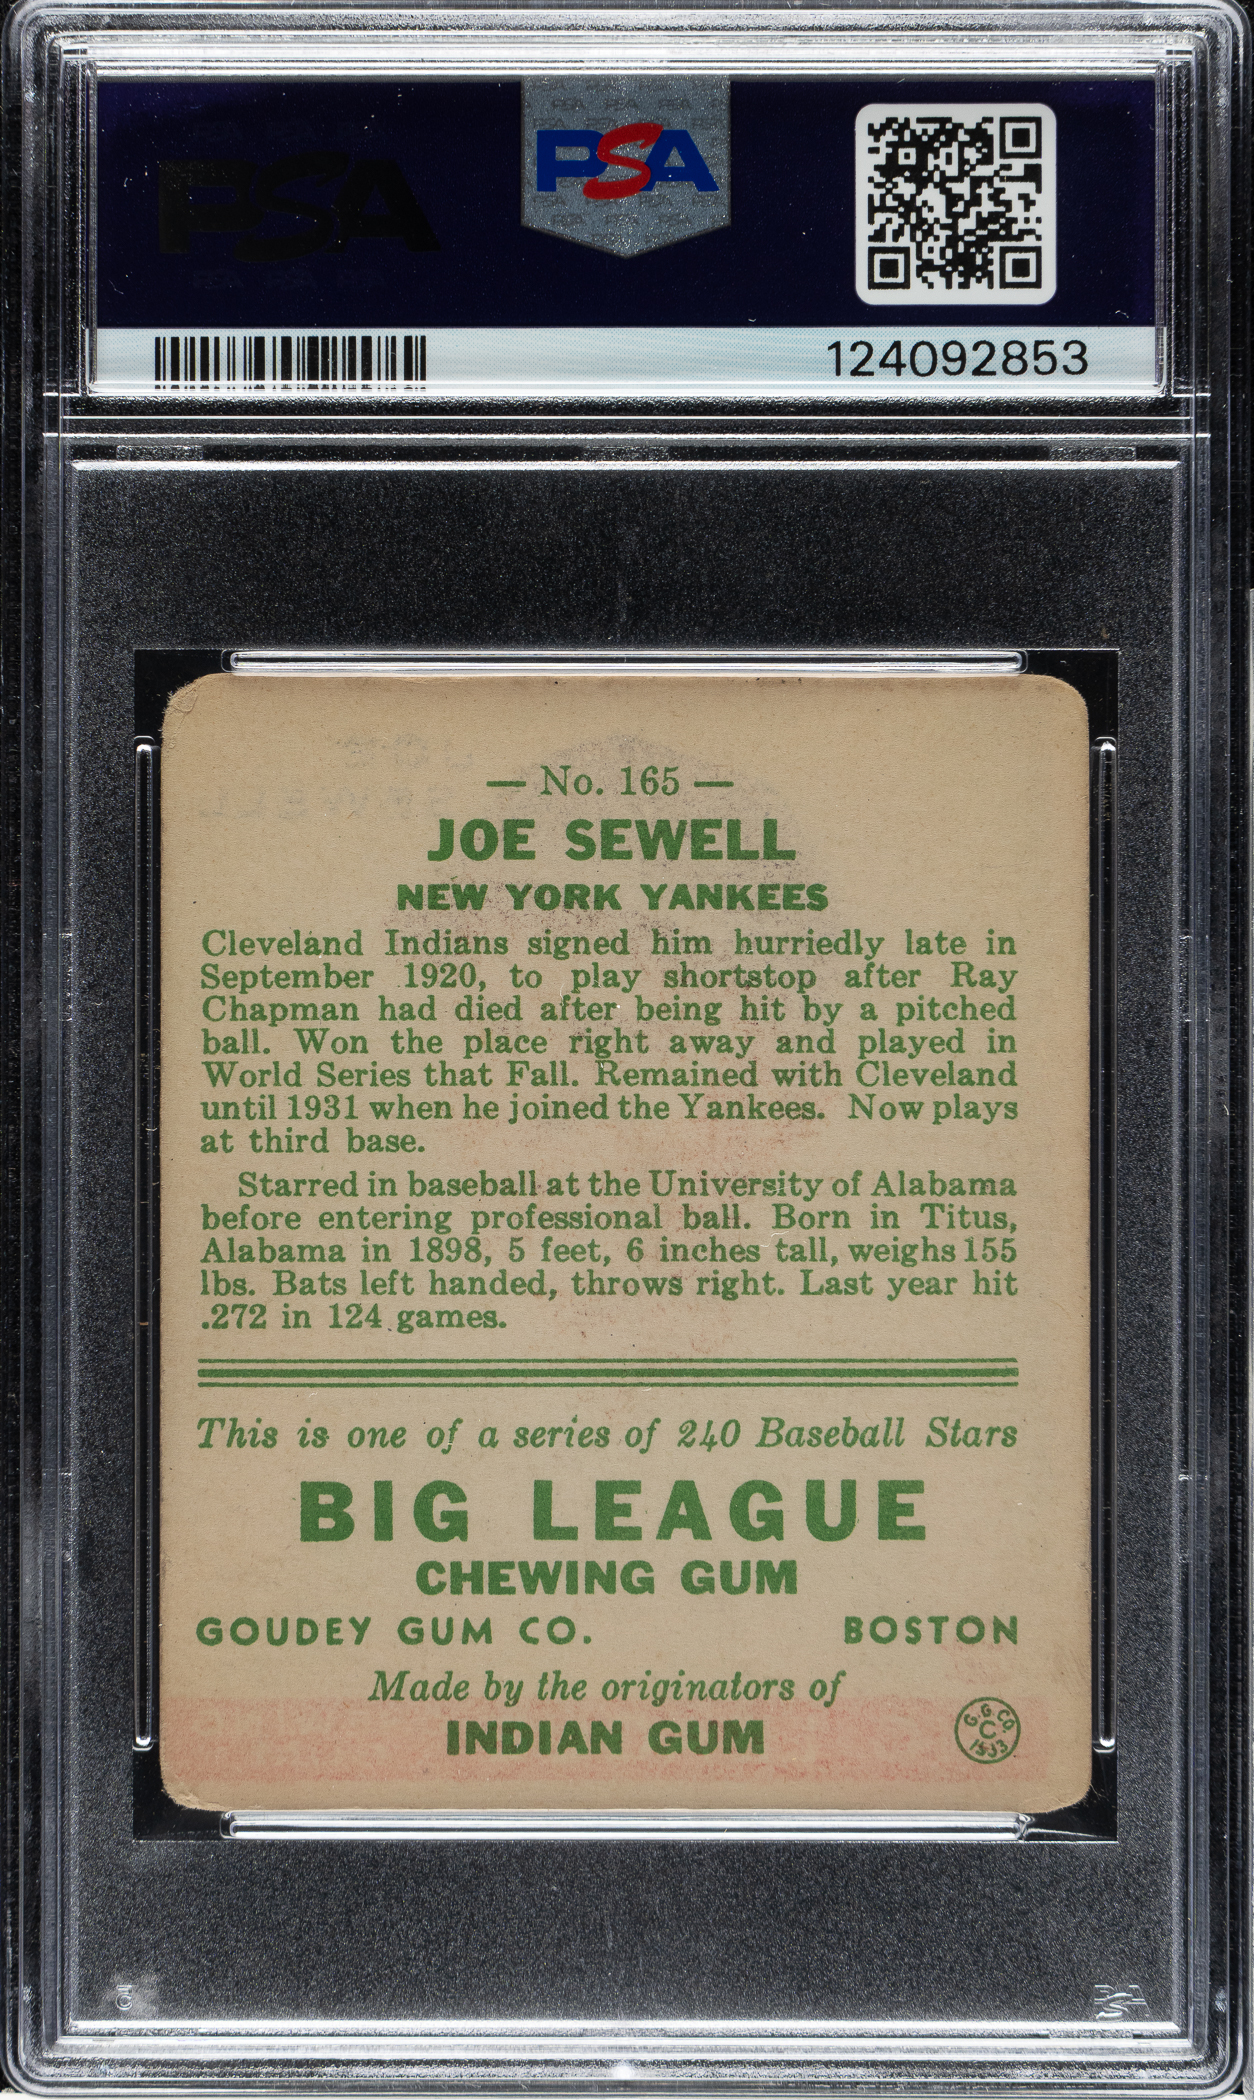 PSA
PSA
124092853
— No. 165 —
JOE SEWELL
NEW YORK YANKEES
Cleveland Indians signed him hurriedly late in
September 1920, to play shortstop after Ray
Chapman had died after being hit by a pitched
ball. Won the place right away and played in
World Series that Fall. Remained with Cleveland
until 1931 when he joined the Yankees. Now plays
at third base.
Starred in baseball at the University of Alabama
before entering professional ball. Born in Titus,
Alabama in 1898, 5 feet, 6 inches tall, weighs 155
lbs. Bats left handed, throws right. Last year hit
.272 in 124 games.
This is one of a series of 240 Baseball Stars
BIG LEAGUE
CHEWING GUM
GOUDEY GUM CO. BOSTON
Made by the originators of
INDIAN GUM
G.G.CO.
C
1933
PSA